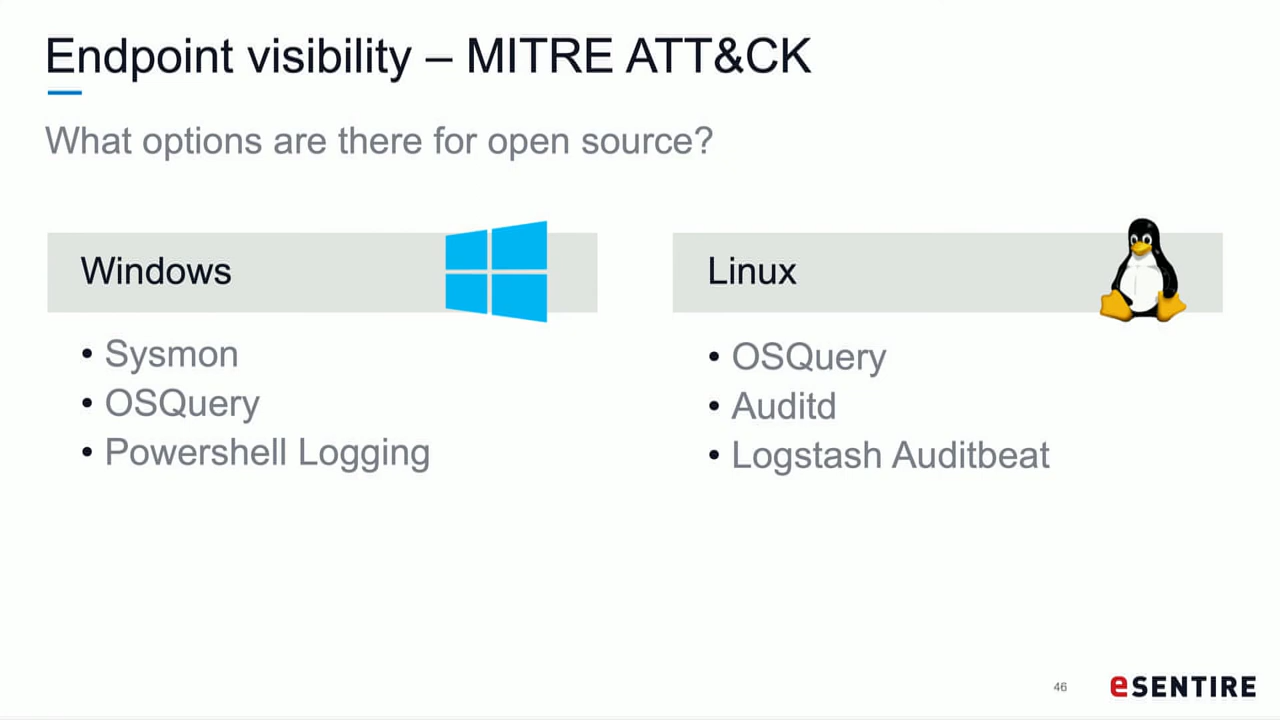 Endpoint visibility – MITRE ATT&CK
What options are there for open source?
Windows
• Sysmon
• OSQuery
• Powershell Logging
Linux
• OSQuery
• Auditd
• Logstash Auditbeat
46
eSENTIRE